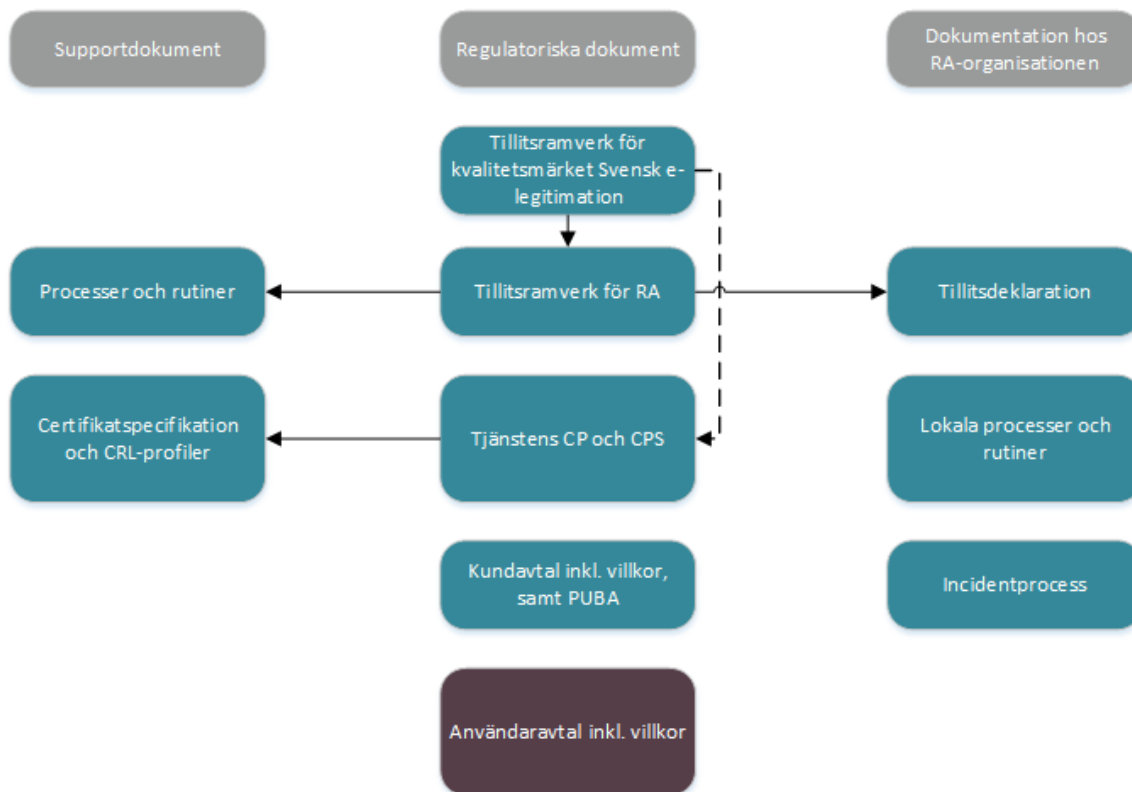 Supportdokument
Regulatoriska dokument
Dokumentation hos
RA-organisationen
Tillitsramverk för
kvalitetsmärket Svensk e-
legitimation
Processer och rutiner
Tillitsramverk för RA
Tillitsdeklaration
Certifikatspecifikation
och CRL-profiler
Tjänstens CP och CPS
Lokala processer och
rutiner
Kundavtal inkl. villkor,
samt PUBA
Incidentprocess
Användaravtal inkl. villkor